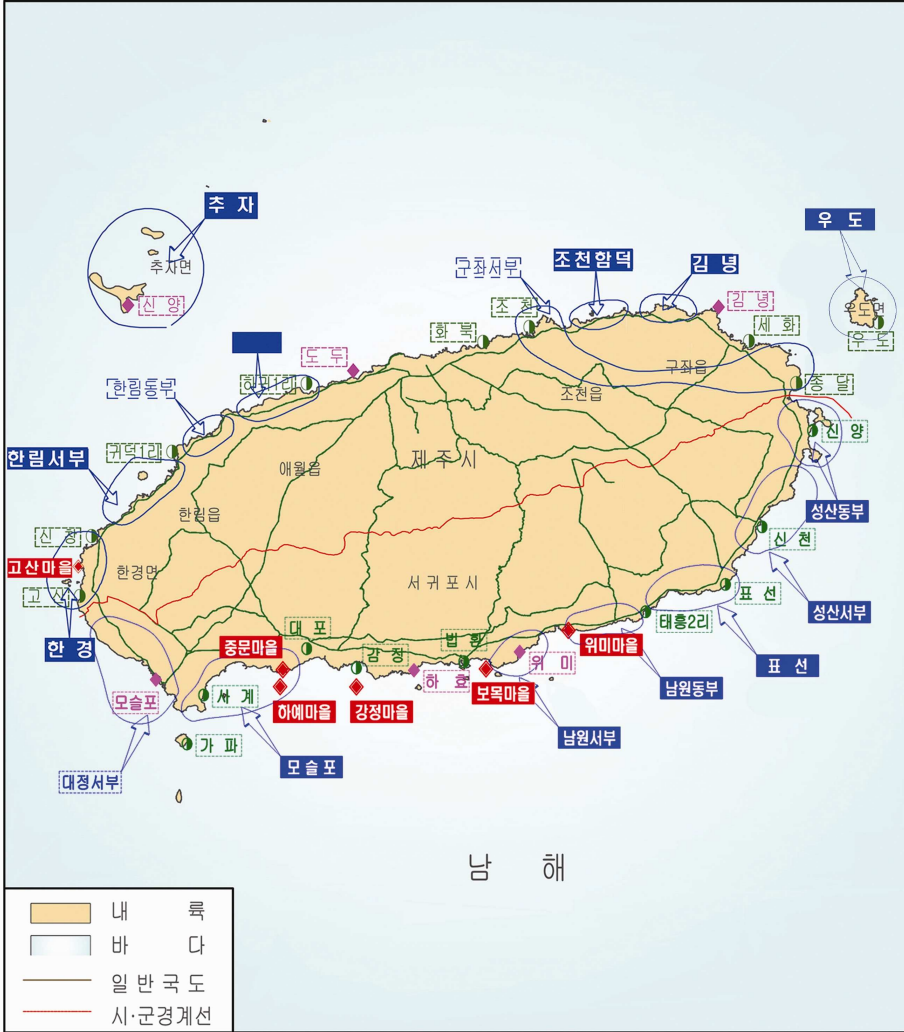 추 자
추자면
신 양
우 도
우도면
우 도
군좌서부
조천함덕
김 녕
조 천
김 녕
화 북
세 화
도 두
하귀1리
한림동부
구좌읍
조천읍
종 달
귀덕1리
애월읍
제 주 시
신 양
한림서부
한림읍
성산동부
신 창
신 천
고산마을
한경면
서 귀 포 시
고 산
표 선
성산서부
한 경
대 포
법 환
태흥2리
중문마을
위미마을
표 선
감 정
하 효
위 미
보목마을
남원동부
모슬포
사 계
하예마을
강정마을
남원서부
가 파
모 슬 포
대정서부
남 해
내 륙
바 다
일 반 국 도
시·군경계선